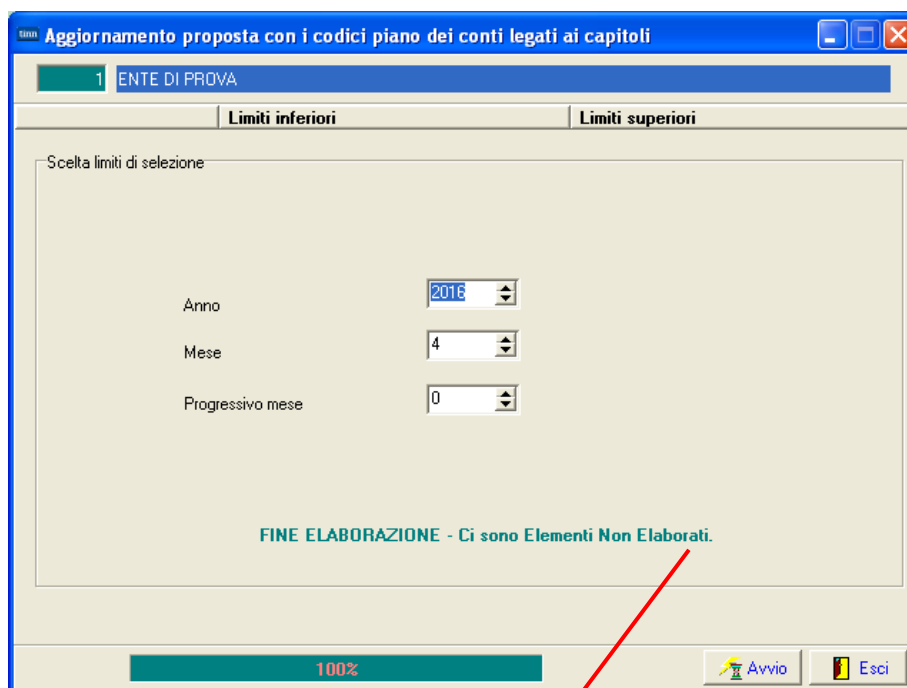 tinn Aggiornamento proposta con i codici piano dei conti legati ai capitoli
1 ENTE DI PROVA
Limiti inferiori Limiti superiori
Scelta limiti di selezione
Anno 2016
Mese 4
Progressivo mese 0
FINE ELABORAZIONE - Ci sono Elementi Non Elaborati.
100% Avvio Esci